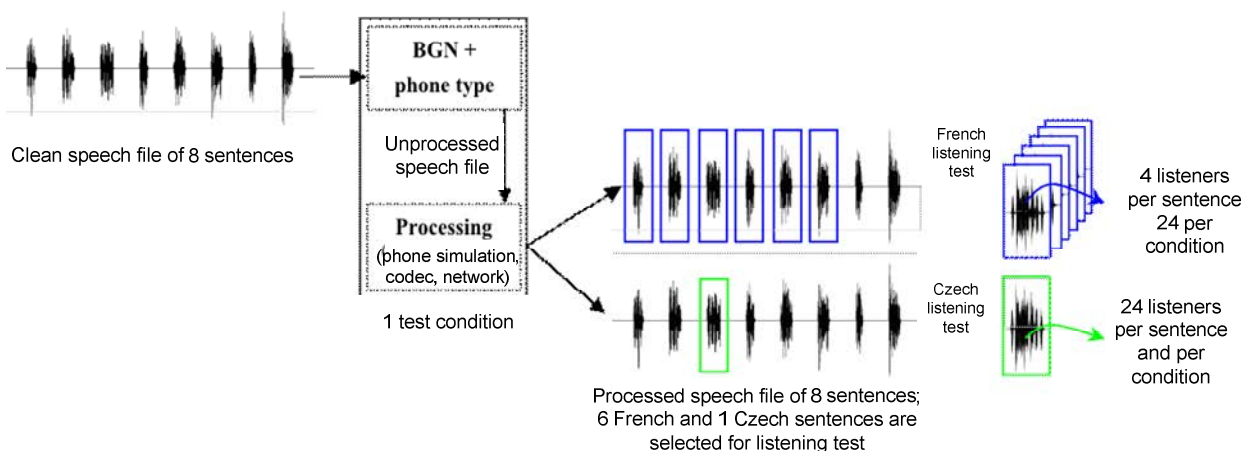 Clean speech file of 8 sentences
BGN +
phone type
Unprocessed
speech file
Processing
(phone simulation,
codec, network)
1 test condition
French
listening
test
4 listeners
per sentence
24 per
condition
Czech
listening
test
24 listeners
per sentence
and per
condition
Processed speech file of 8 sentences;
6 French and 1 Czech sentences are
selected for listening test